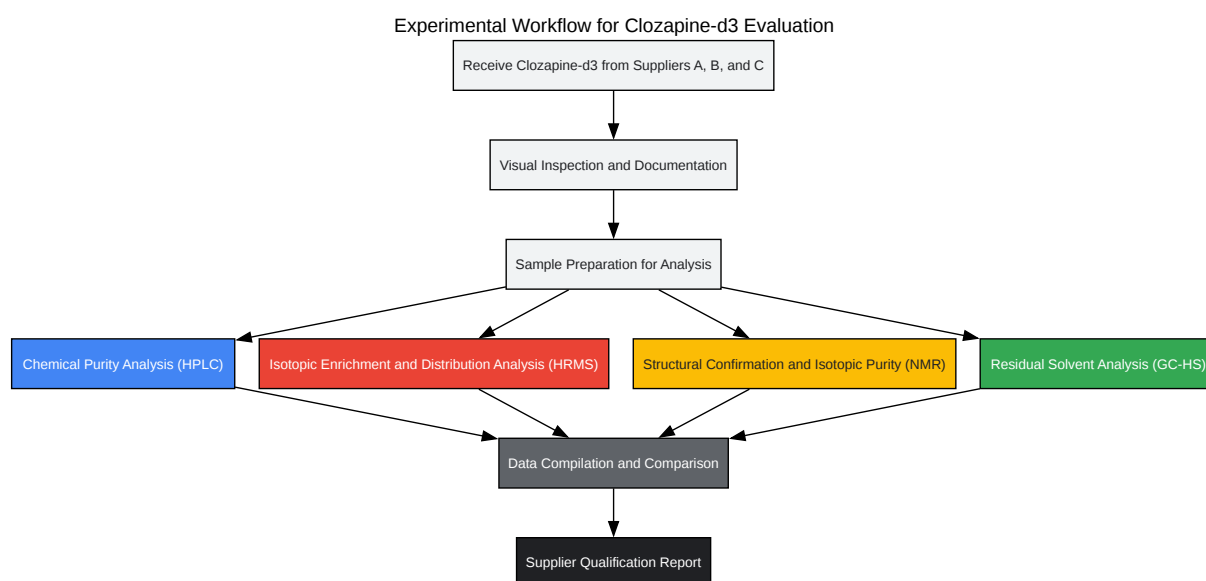 Experimental Workflow for Clozapine-d3 Evaluation
Receive Clozapine-d3 from Suppliers A, B, and C
Visual Inspection and Documentation
Sample Preparation for Analysis
Chemical Purity Analysis (HPLC)
Isotopic Enrichment and Distribution Analysis (HRMS)
Structural Confirmation and Isotopic Purity (NMR)
Residual Solvent Analysis (GC-HS)
Data Compilation and Comparison
Supplier Qualification Report